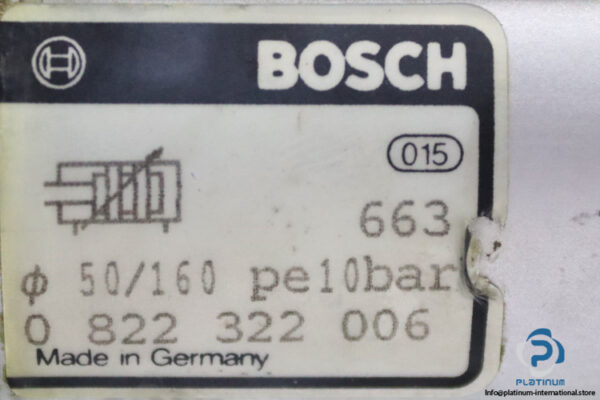 BOSCH
015
663
ϕ 50/160 pe10bar
0 822 322 006
Made in Germany
PLATINUM
Info@platinum-international.store